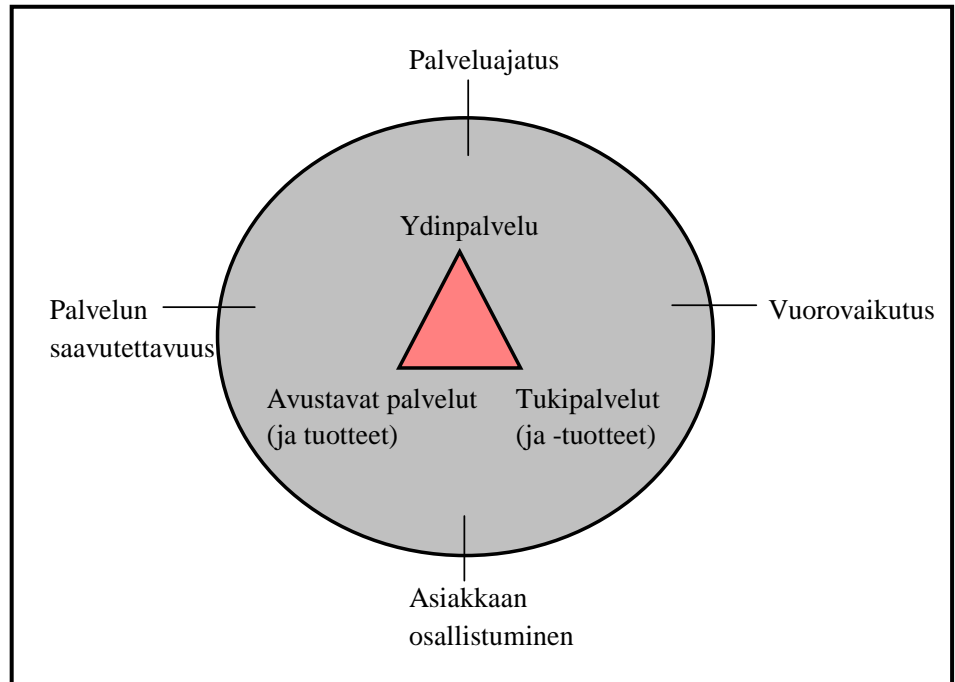 Palveluajatus
Ydinpalvelu
Palvelun
saavutettavuus
Vuorovaikutus
Avustavat palvelut
(ja tuotteet)
Tukipalvelut
(ja -tuotteet)
Asiakkaan
osallistuminen